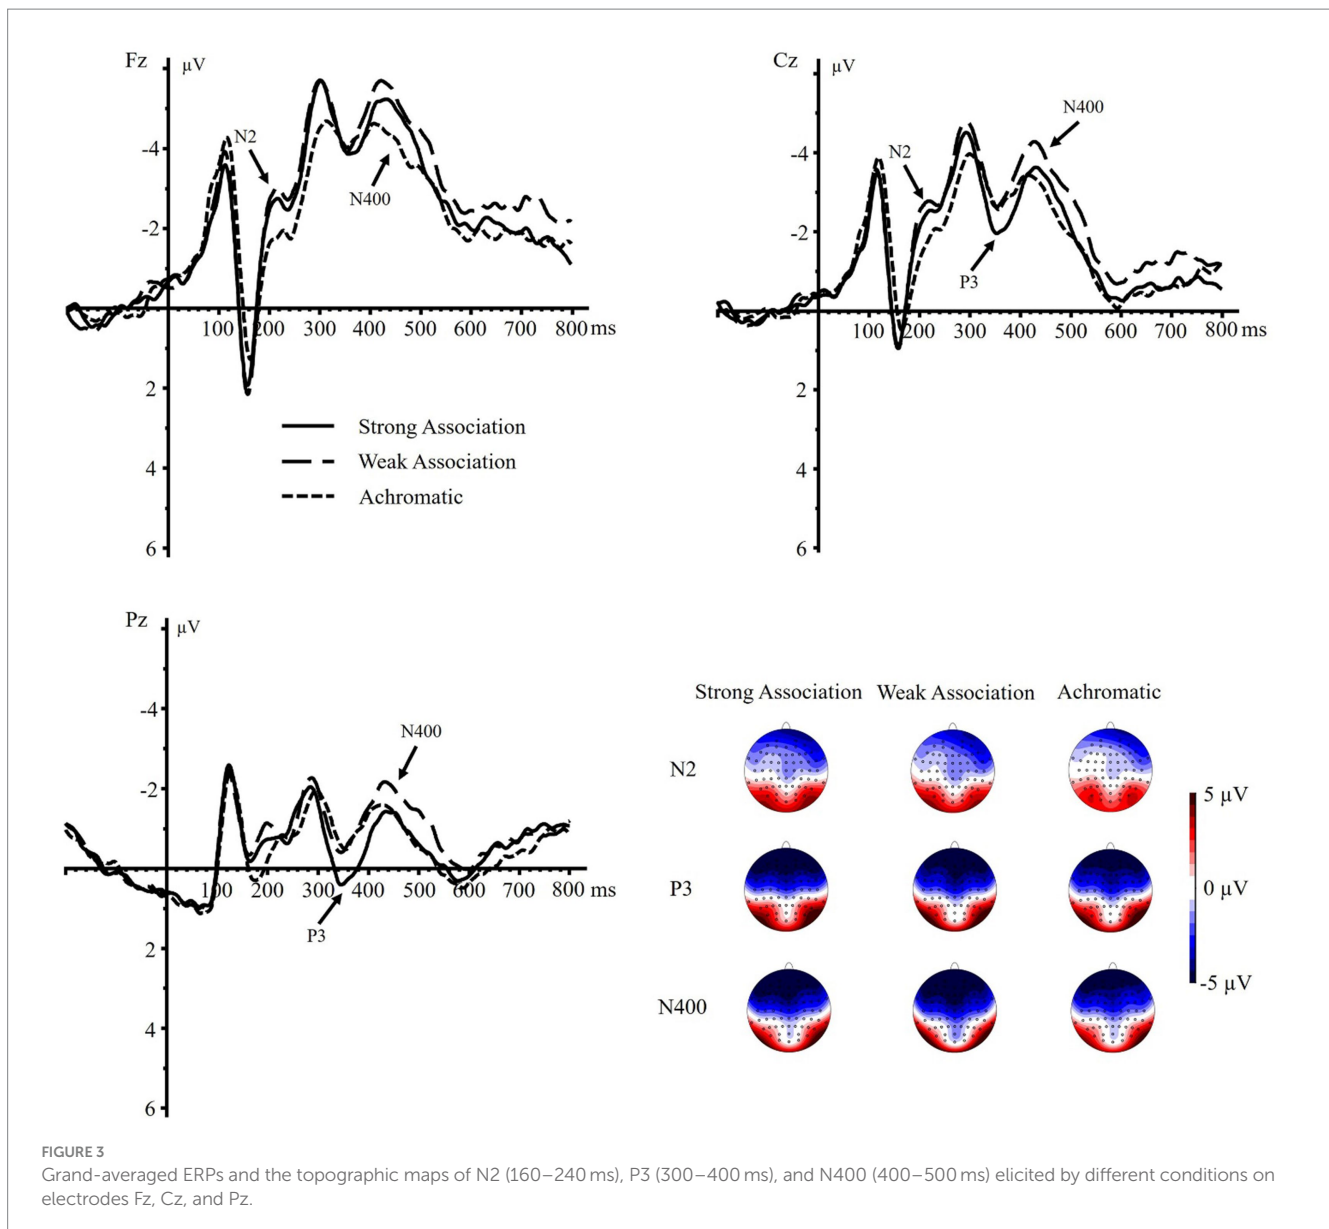 Fz
µV
-4
-2
2
4
6
N2
N400
100 200 300 400 500 600 700 800 ms
Strong Association
Weak Association
Achromatic
Cz
µV
-4
-2
2
4
6
N2
N400
P3
100 200 300 400 500 600 700 800 ms
Pz
µV
-4
-2
2
4
6
N400
P3
100 200 300 400 500 600 700 800 ms
Strong Association Weak Association Achromatic
N2
P3
N400
5 µV
0 µV
-5 µV
FIGURE 3
Grand-averaged ERPs and the topographic maps of N2 (160–240 ms), P3 (300–400 ms), and N400 (400–500 ms) elicited by different conditions on
electrodes Fz, Cz, and Pz.